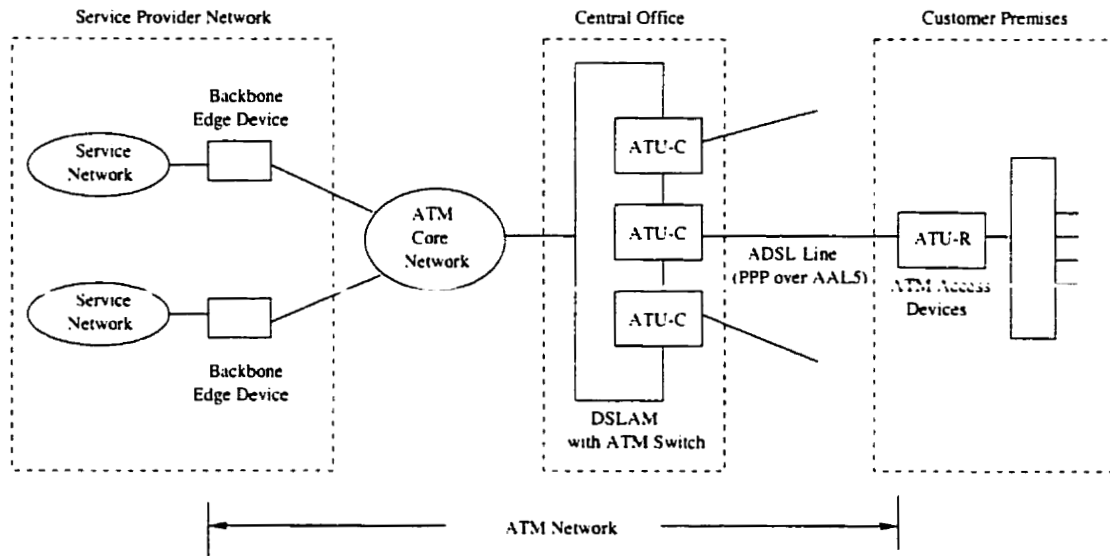 Service Provider Network
Central Office
Customer Premises
Backbone
Edge Device
Service
Network
ATM
Core
Network
Service
Network
Backbone
Edge Device
ATU-C
ATU-C
ATU-C
DSLAM
with ATM Switch
ADSL Line
(PPP over AAL5)
ATU-R
ATM Access
Devices
ATM Network